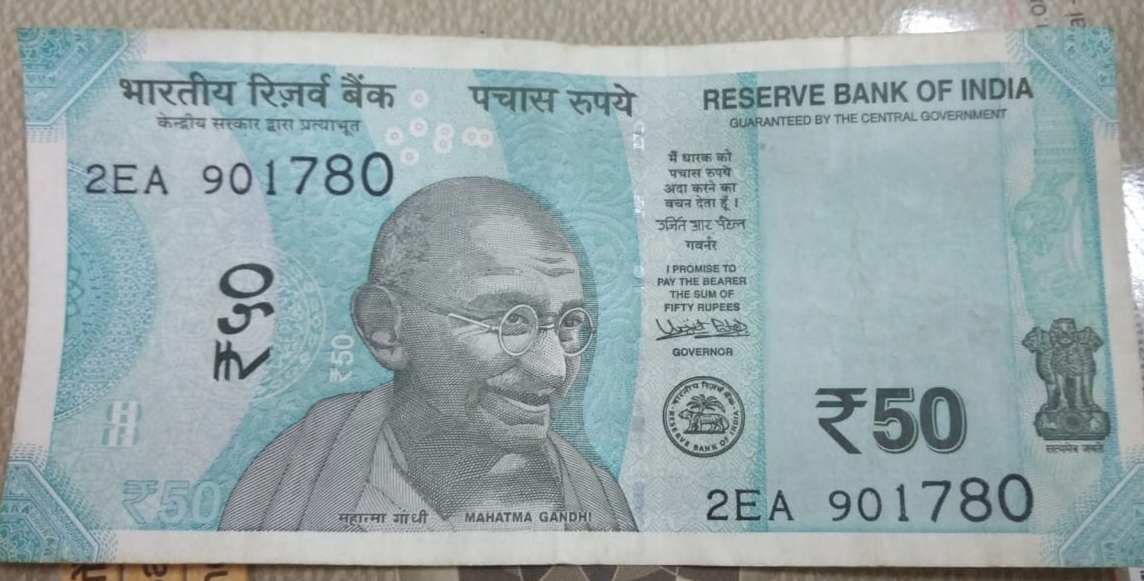 भारतीय रिज़र्व बैंक
केन्द्रीय सरकार द्वारा प्रत्याभूत
2EA 901780
पचास रुपये
RESERVE BANK OF INDIA
GUARANTEED BY THE CENTRAL GOVERNMENT
मैं धारक को
पचास रुपये
अदा करने का
वचन देता हूँ ।
उर्जित आर पटेल
गवर्नर
I PROMISE TO
PAY THE BEARER
THE SUM OF
FIFTY RUPEES
GOVERNOR
₹५०
₹50
भारतीय रिज़र्व बैंक
RESERVE BANK OF INDIA
₹50
सत्यमेव जयते
₹50
महात्मा गांधी
MAHATMA GANDHI
2EA 901780